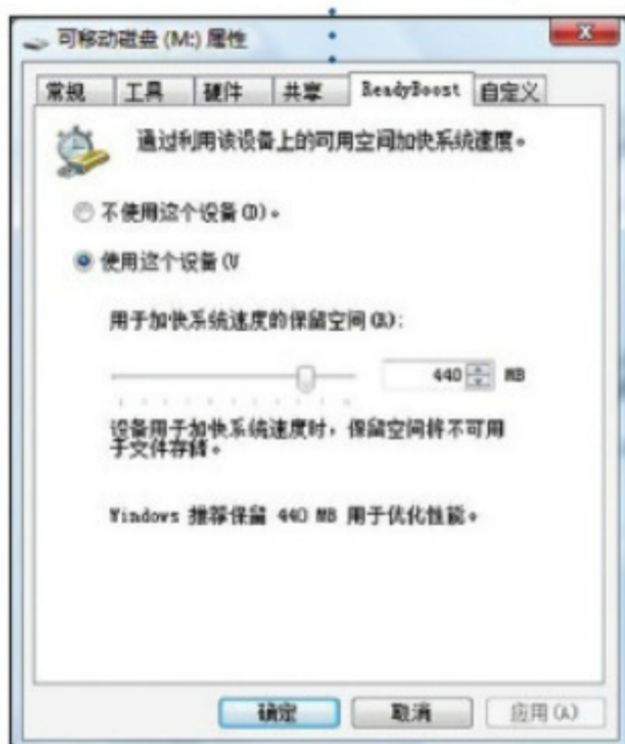 可移动磁盘 (M:) 属性
常规 工具 硬件 共享 ReadyBoost 自定义
通过利用该设备上的可用空间加快系统速度。
不使用这个设备(D)。
使用这个设备(V
用于加快系统速度的保留空间(R):
440 MB
设备用于加快系统速度时，保留空间将不可用
于文件存储。
Windows 推荐保留 440 MB 用于优化性能。
确定 取消 应用(A)